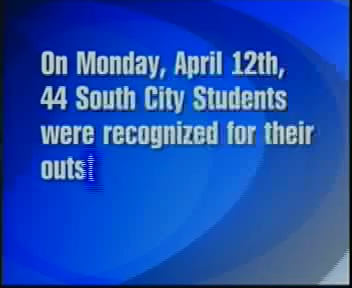 On Monday, April 12th,
44 South City Students
were recognized for their
outs